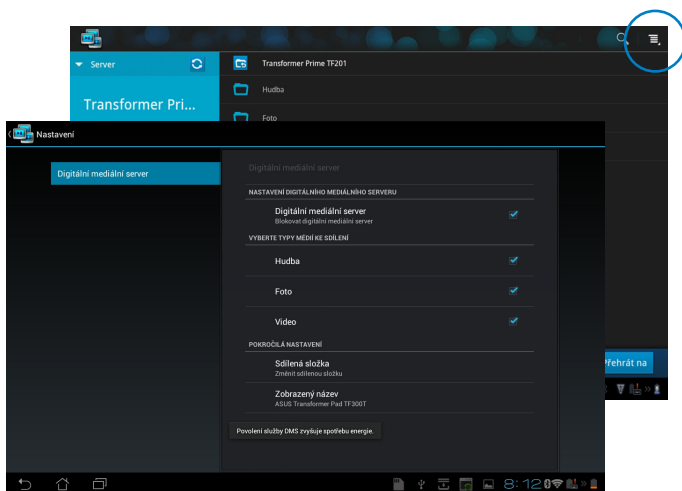 Server
Transformer Prime TF201
Hudba
Transformer Pri...
Foto
Nastavení
Digitální mediální server
Digitální mediální server
NASTAVENÍ DIGITÁLNÍHO MEDIÁLNÍHO SERVERU
Digitální mediální server
Blokovat digitální mediální server
VYBERTE TYPY MÉDIÍ KE SDÍLENÍ
Hudba
Foto
Video
POKROČILÁ NASTAVENÍ
Sdílená složka
Změnit sdílenou složku
Zobrazený název
ASUS Transformer Pad TF300T
Přehrát na
Povolení služby DMS zvyšuje spotřebu energie.
8:12